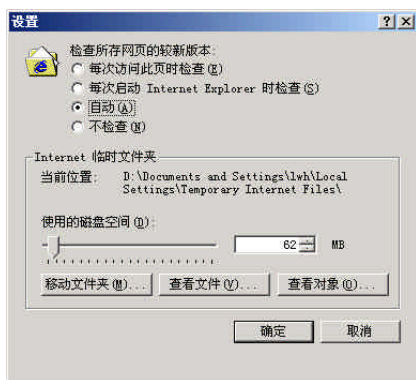 设置
检查所存网页的较新版本:
每次访问此页时检查(E)
每次启动 Internet Explorer 时检查(S)
自动(A)
不检查(N)
Internet 临时文件夹
当前位置: D:\Documents and Settings\lwh\Local
Settings\Temporary Internet Files\
使用的磁盘空间(D):
62 MB
移动文件夹(M)... 查看文件(V)... 查看对象(O)...
确定 取消